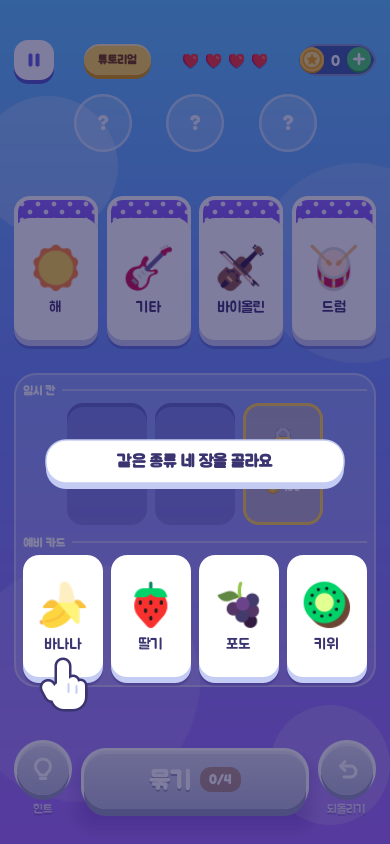 튜토리얼
0
? ? ?
해 기타 바이올린 드럼
임시 칸
같은 종류 네 장을 골라요
예비 카드
바나나 딸기 포도 키위
묶기 0/4
힌트 되돌리기